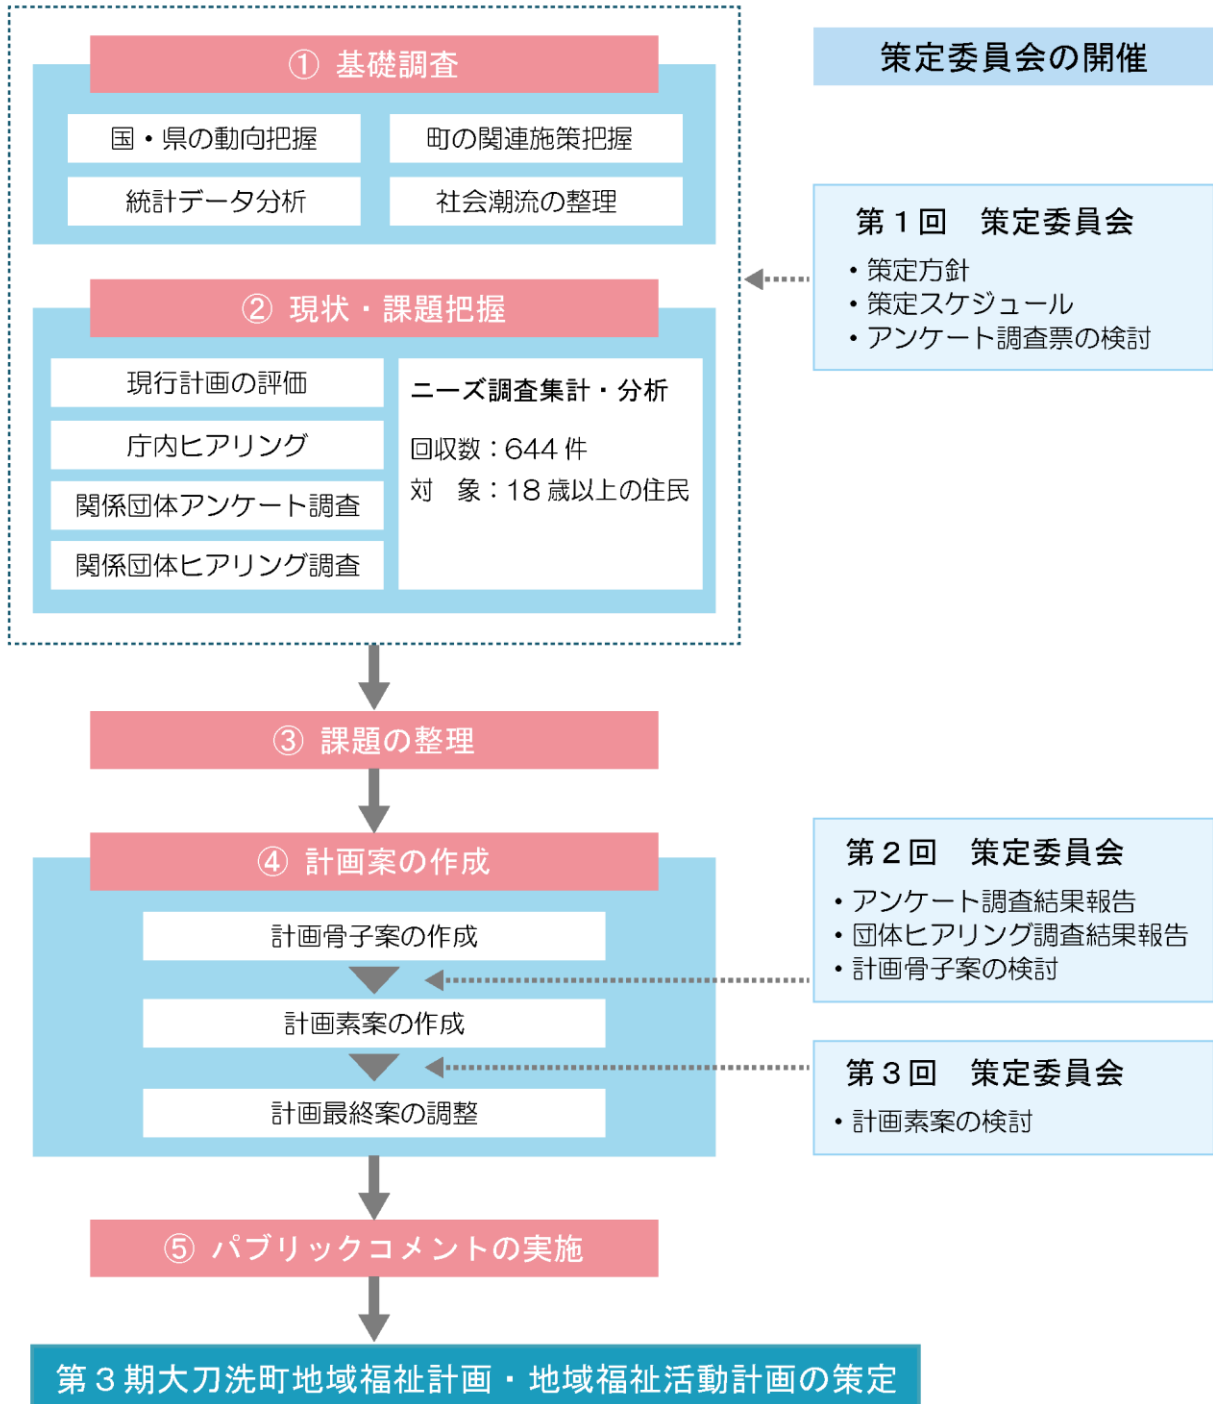 ① 基礎調査
国・県の動向把握
町の関連施策把握
統計データ分析
社会潮流の整理
② 現状・課題把握
現行計画の評価
庁内ヒアリング
関係団体アンケート調査
関係団体ヒアリング調査
ニーズ調査集計・分析
回収数：644 件
対　象：18 歳以上の住民
③ 課題の整理
④ 計画案の作成
計画骨子案の作成
計画素案の作成
計画最終案の調整
⑤ パブリックコメントの実施
第３期大刀洗町地域福祉計画・地域福祉活動計画の策定
策定委員会の開催
第１回　策定委員会
・策定方針
・策定スケジュール
・アンケート調査票の検討
第２回　策定委員会
・アンケート調査結果報告
・団体ヒアリング調査結果報告
・計画骨子案の検討
第３回　策定委員会
・計画素案の検討